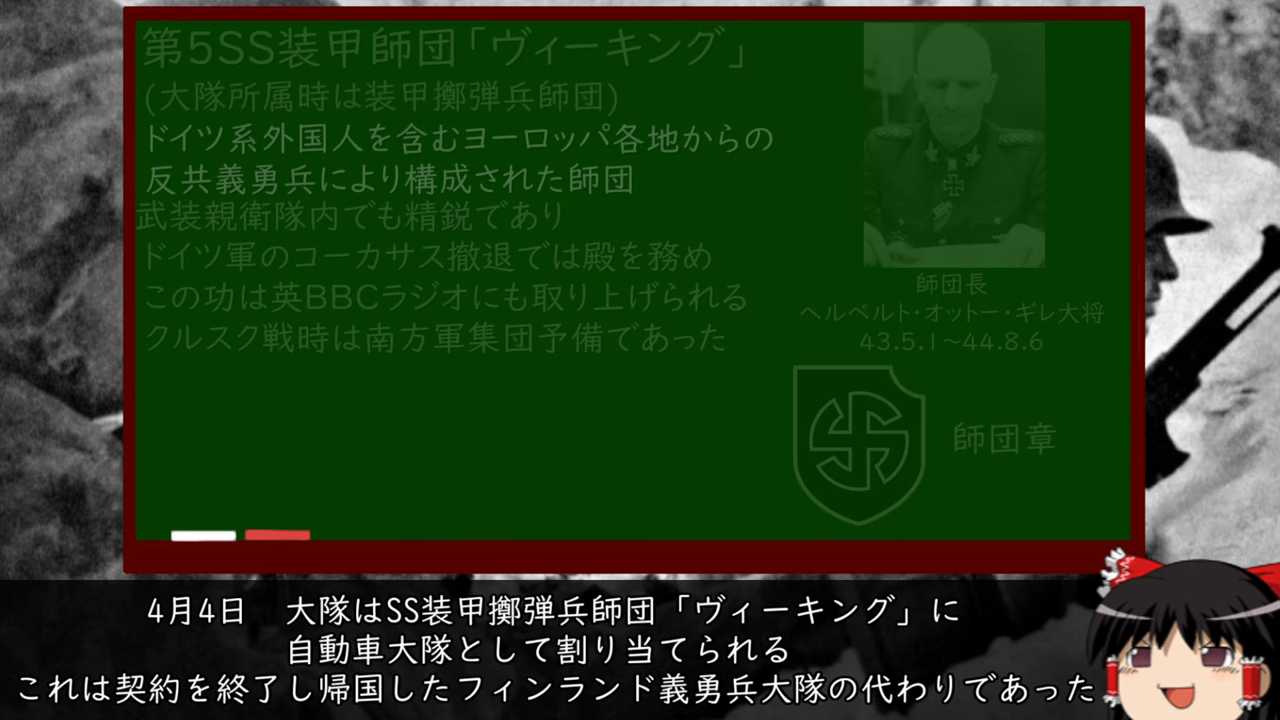 第5SS装甲師団「ヴィーキング」
(大隊所属時は装甲擲弾兵師団)
ドイツ系外国人を含むヨーロッパ各地からの
反共義勇兵により構成された師団
武装親衛隊内でも精鋭であり
ドイツ軍のコーカサス撤退では殿を務め
この功は英BBCラジオにも取り上げられる
クルスク戦時は南方軍集団予備であった
師団長
ヘルベルト・オットー・ギレ大将
43.5.1~44.8.6
師団章
4月4日 大隊はSS装甲擲弾兵師団「ヴィーキング」に
自動車大隊として割り当てられる
これは契約を終了し帰国したフィンランド義勇兵大隊の代わりであった